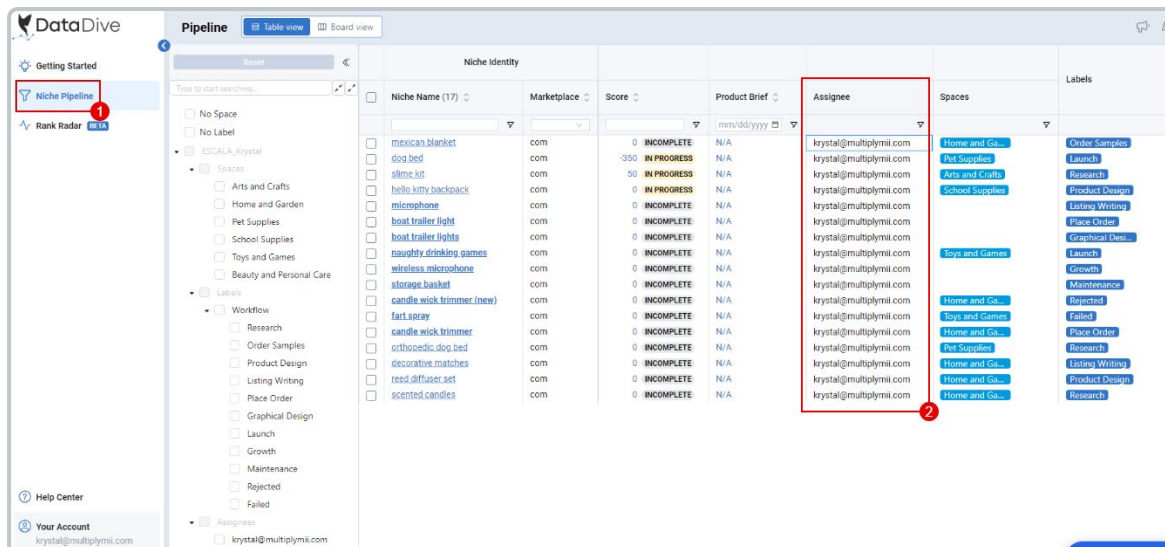 DataDive
Pipeline Table view Board view
Getting Started
Niche Pipeline
1
Rank Radar BETA
Help Center
Your Account
krystal@multiplymii.com
Reset
Type to start searching...
No Space
No Label
ESCALA_Krystal
Spaces
Arts and Crafts
Home and Garden
Pet Supplies
School Supplies
Toys and Games
Beauty and Personal Care
Labels
Workflow
Research
Order Samples
Product Design
Listing Writing
Place Order
Graphical Design
Launch
Growth
Maintenance
Rejected
Failed
Assignees
krystal@multiplymii.com
Niche Identity
Niche Name (17) Marketplace Score Product Brief Assignee Spaces Labels
mm/dd/yyyy
mexican blanket com 0 INCOMPLETE N/A krystal@multiplymii.com Home and Ga... Order Samples
dog bed com -350 IN PROGRESS N/A krystal@multiplymii.com Pet Supplies Launch
slime kit com 50 IN PROGRESS N/A krystal@multiplymii.com Arts and Crafts Research
hello kitty backpack com 0 IN PROGRESS N/A krystal@multiplymii.com School Supplies Product Design
microphone com 0 INCOMPLETE N/A krystal@multiplymii.com Listing Writing
boat trailer light com 0 INCOMPLETE N/A krystal@multiplymii.com Place Order
boat trailer lights com 0 INCOMPLETE N/A krystal@multiplymii.com Graphical Desi...
naughty drinking games com 0 INCOMPLETE N/A krystal@multiplymii.com Toys and Games Launch
wireless microphone com 0 INCOMPLETE N/A krystal@multiplymii.com Growth
storage basket com 0 INCOMPLETE N/A krystal@multiplymii.com Maintenance
candle wick trimmer (new) com 0 INCOMPLETE N/A krystal@multiplymii.com Home and Ga... Rejected
fart spray com 0 INCOMPLETE N/A krystal@multiplymii.com Toys and Games Failed
candle wick trimmer com 0 INCOMPLETE N/A krystal@multiplymii.com Home and Ga... Place Order
orthopedic dog bed com 0 INCOMPLETE N/A krystal@multiplymii.com Pet Supplies Research
decorative matches com 0 INCOMPLETE N/A krystal@multiplymii.com Home and Ga... Listing Writing
reed diffuser set com 0 INCOMPLETE N/A krystal@multiplymii.com Home and Ga... Product Design
scented candles com 0 INCOMPLETE N/A krystal@multiplymii.com Home and Ga... Research
2